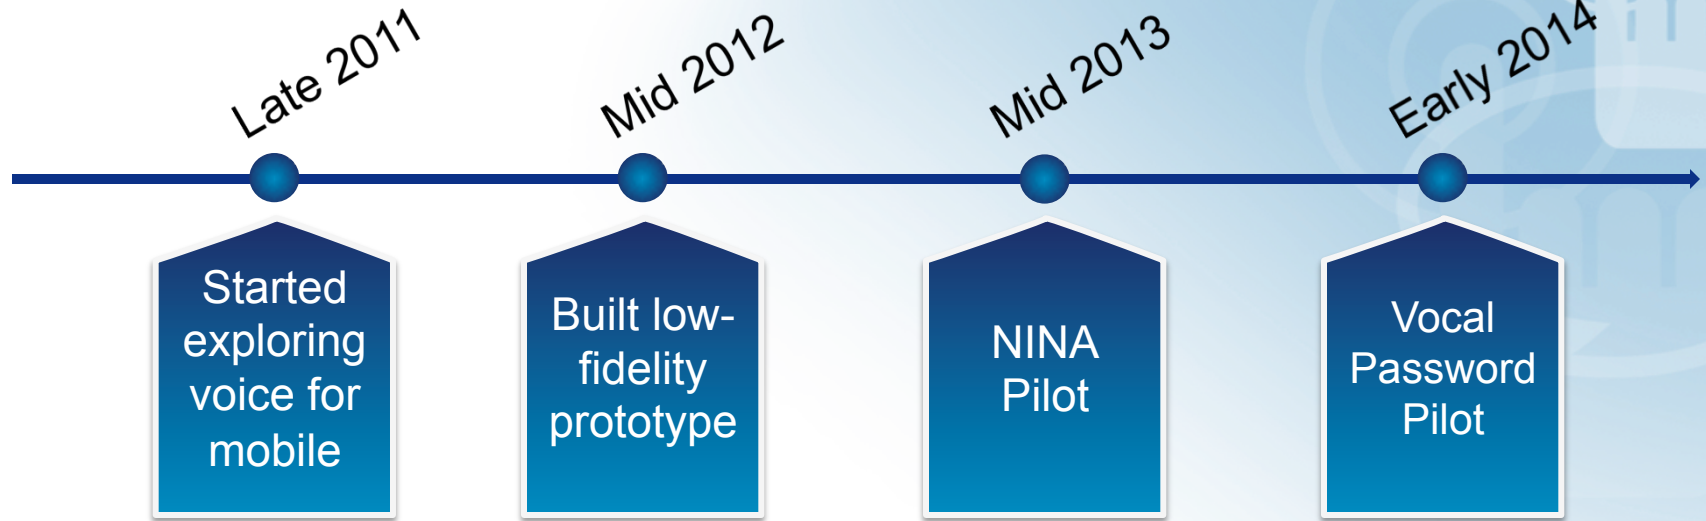 Late 2011
Mid 2012
Mid 2013
Early 2014
Started
exploring
voice for
mobile
Built low-
fidelity
prototype
NINA
Pilot
Vocal
Password
Pilot